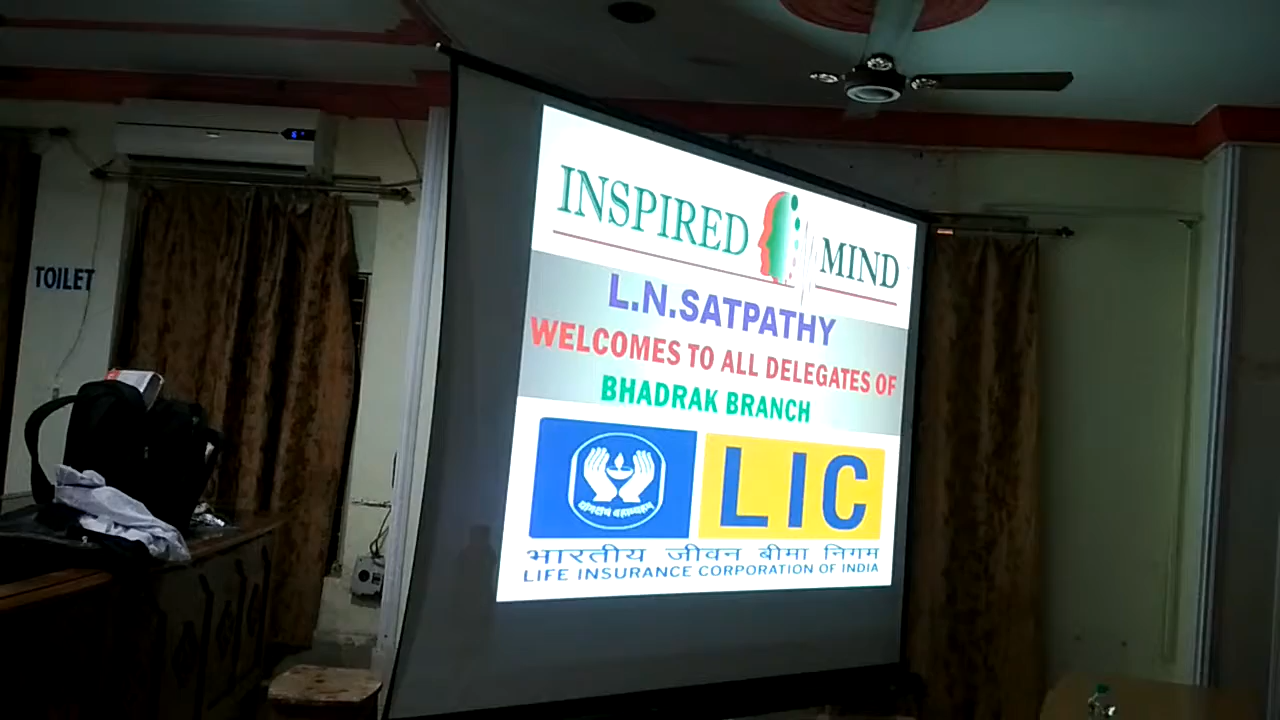 TOILET
INSPIRED MIND
L.N.SATPATHY
WELCOMES TO ALL DELEGATES OF
BHADRAK BRANCH
LIC
भारतीय जीवन बीमा निगम
LIFE INSURANCE CORPORATION OF INDIA